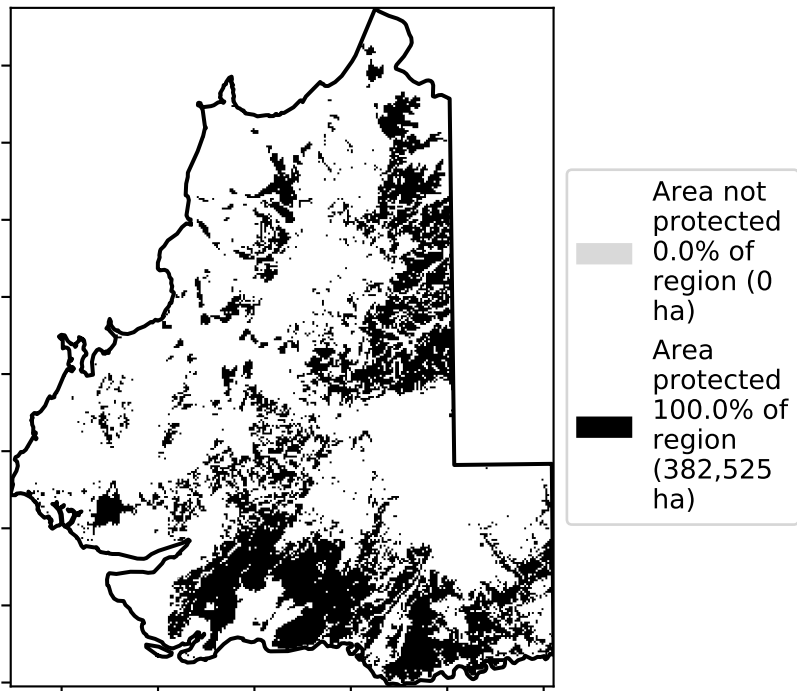 Area not
protected
0.0% of
region (0
ha)
Area
protected
100.0% of
region
(382,525
ha)